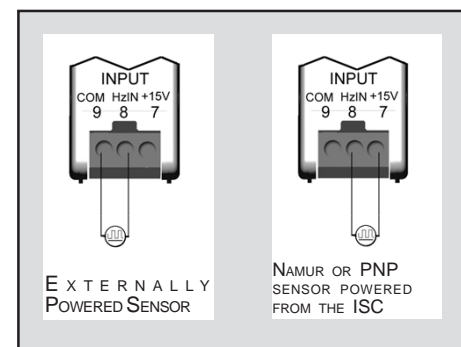 INPUT
COM HzIN +15V
9 8 7
EXTERNALLY
POWERED SENSOR
INPUT
COM HzIN +15V
9 8 7
NAMUR OR PNP
SENSOR POWERED
FROM THE ISC